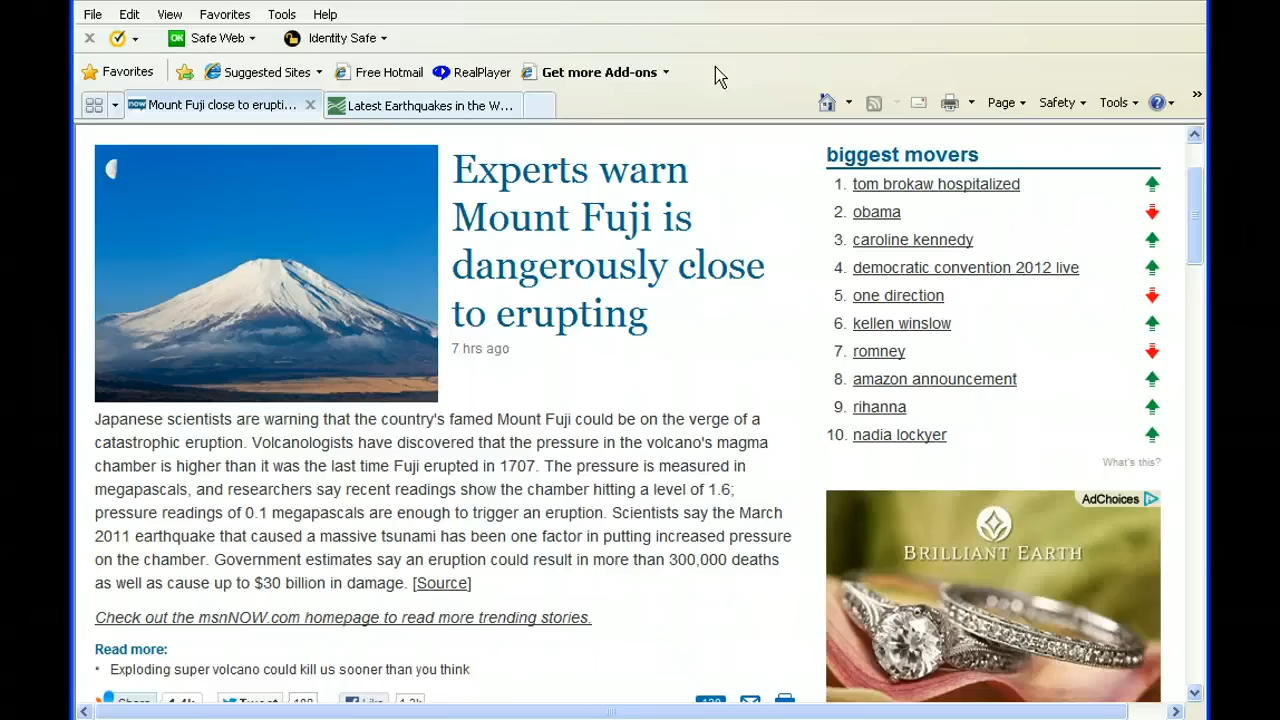 File Edit View Favorites Tools Help
Safe Web Identity Safe
Favorites Suggested Sites Free Hotmail RealPlayer Get more Add-ons
now Mount Fuji close to erupti... Latest Earthquakes in the W... Page Safety Tools
Experts warn
Mount Fuji is
dangerously close
to erupting
7 hrs ago
Japanese scientists are warning that the country's famed Mount Fuji could be on the verge of a
catastrophic eruption. Volcanologists have discovered that the pressure in the volcano's magma
chamber is higher than it was the last time Fuji erupted in 1707. The pressure is measured in
megapascals, and researchers say recent readings show the chamber hitting a level of 1.6;
pressure readings of 0.1 megapascals are enough to trigger an eruption. Scientists say the March
2011 earthquake that caused a massive tsunami has been one factor in putting increased pressure
on the chamber. Government estimates say an eruption could result in more than 300,000 deaths
as well as cause up to $30 billion in damage. [Source]
Check out the msnNOW.com homepage to read more trending stories.
Read more:
• Exploding super volcano could kill us sooner than you think
Share Tweet Like
biggest movers
1. tom brokaw hospitalized
2. obama
3. caroline kennedy
4. democratic convention 2012 live
5. one direction
6. kellen winslow
7. romney
8. amazon announcement
9. rihanna
10. nadia lockyer
What's this?
AdChoices
BRILLIANT EARTH